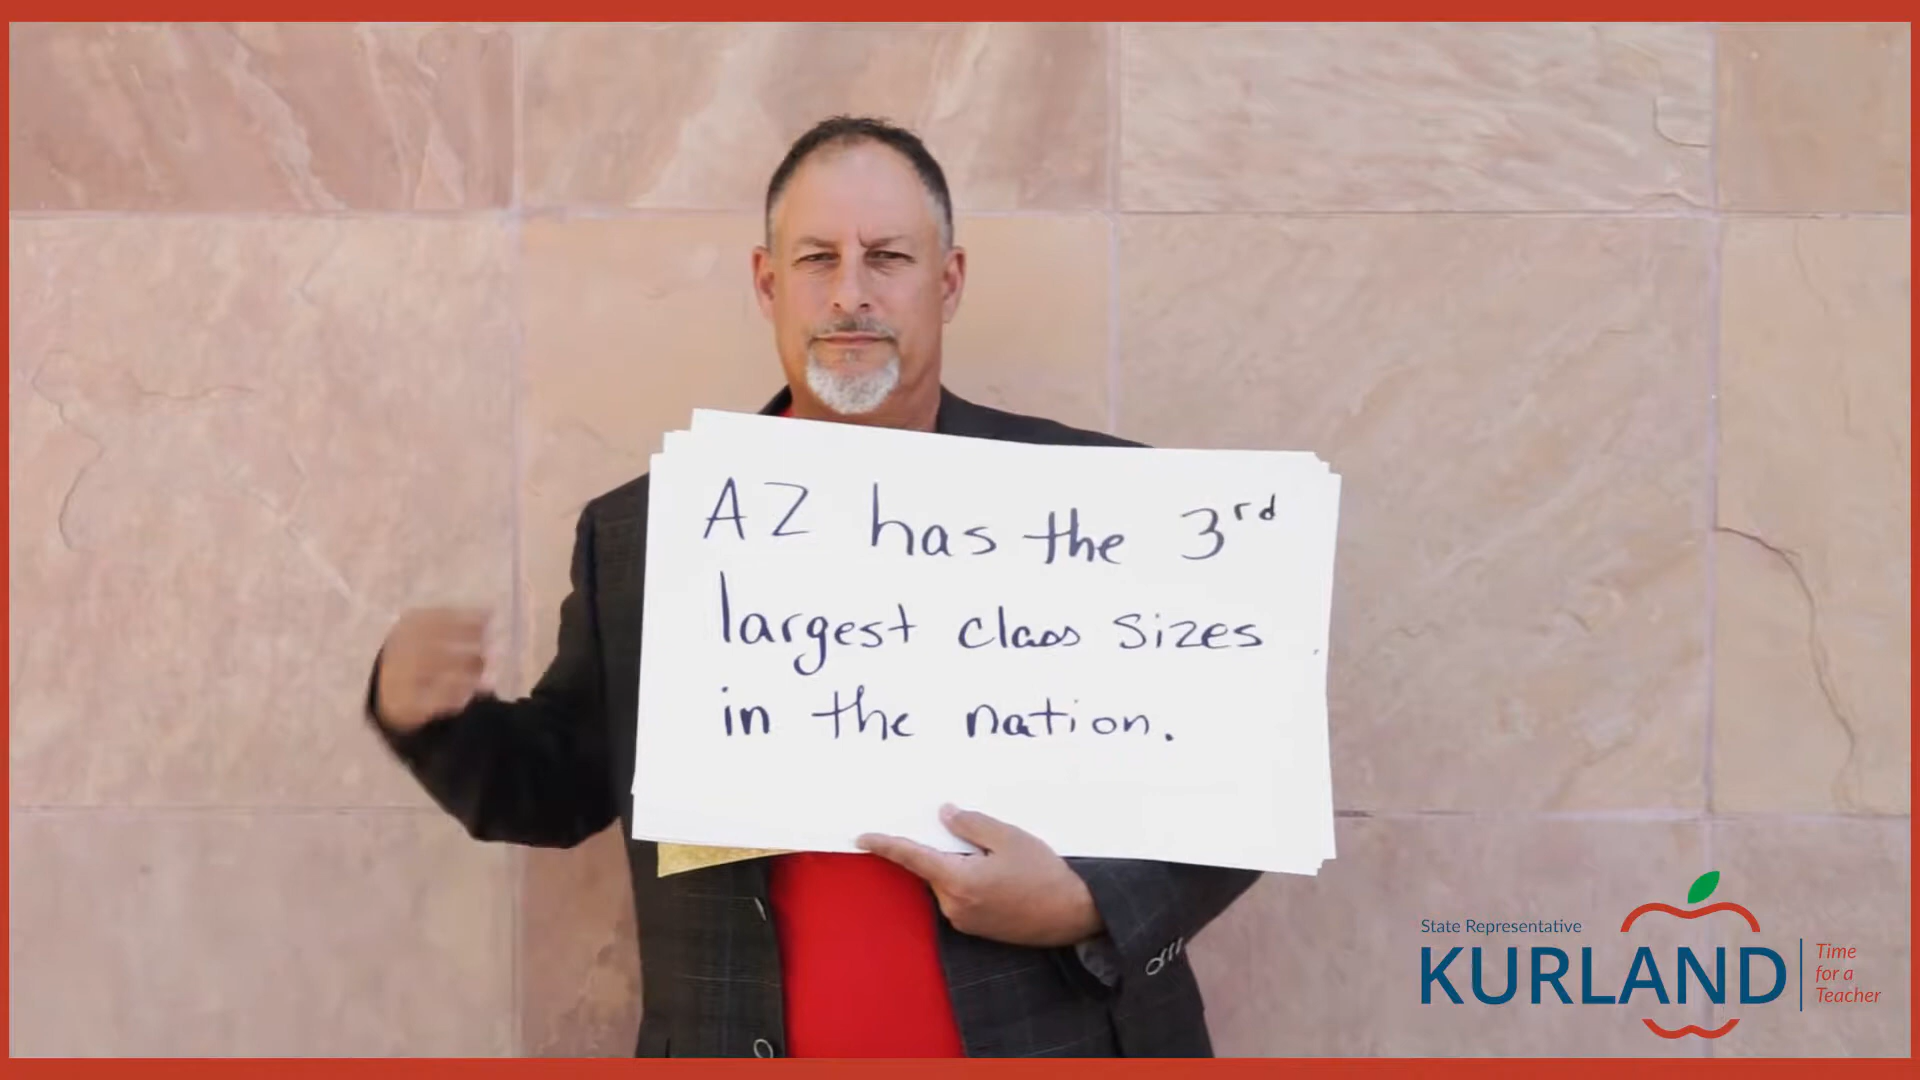 AZ has the 3rd
largest class sizes
in the nation.
State Representative
KURLAND
Time
for a
Teacher